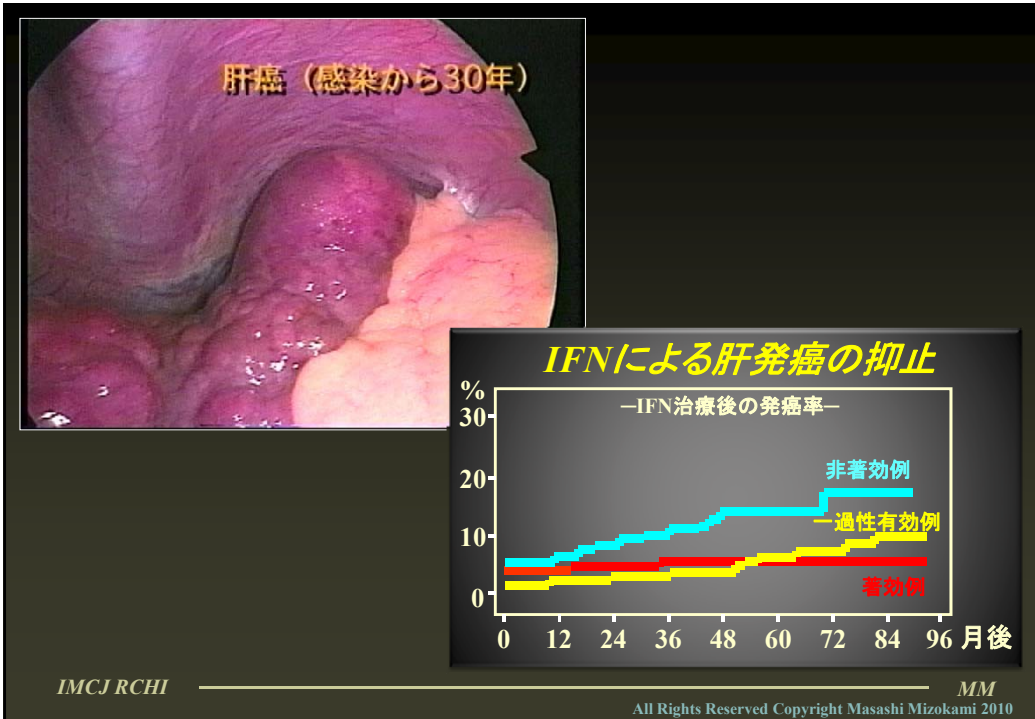 肝癌（感染から30年）
IFNによる肝発癌の抑止
%
―IFN治療後の発癌率―
30
20
10
0
非著効例
一過性有効例
著効例
0 12 24 36 48 60 72 84 96 月後
IMCJ RCHI
MM
All Rights Reserved Copyright Masashi Mizokami 2010